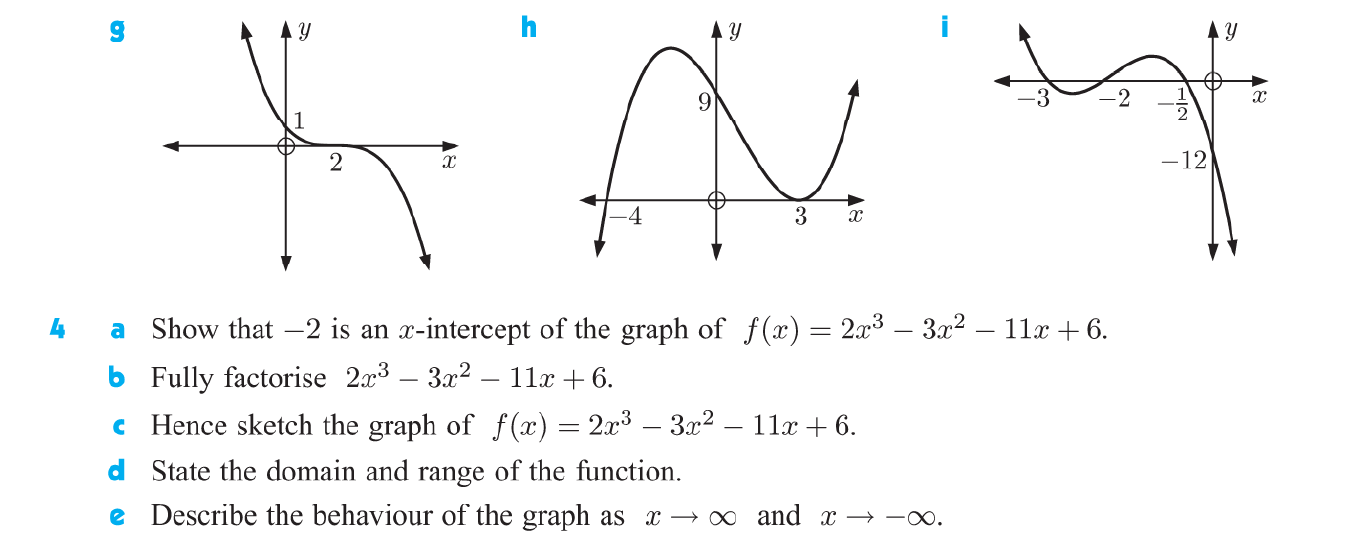 g y h y i y
1 9 -3 -2 -1/2 x
2 x -12
-4 3 x
4 a Show that −2 is an x-intercept of the graph of f(x) = 2x³ − 3x² − 11x + 6.
b Fully factorise 2x³ − 3x² − 11x + 6.
c Hence sketch the graph of f(x) = 2x³ − 3x² − 11x + 6.
d State the domain and range of the function.
e Describe the behaviour of the graph as x → ∞ and x → −∞.